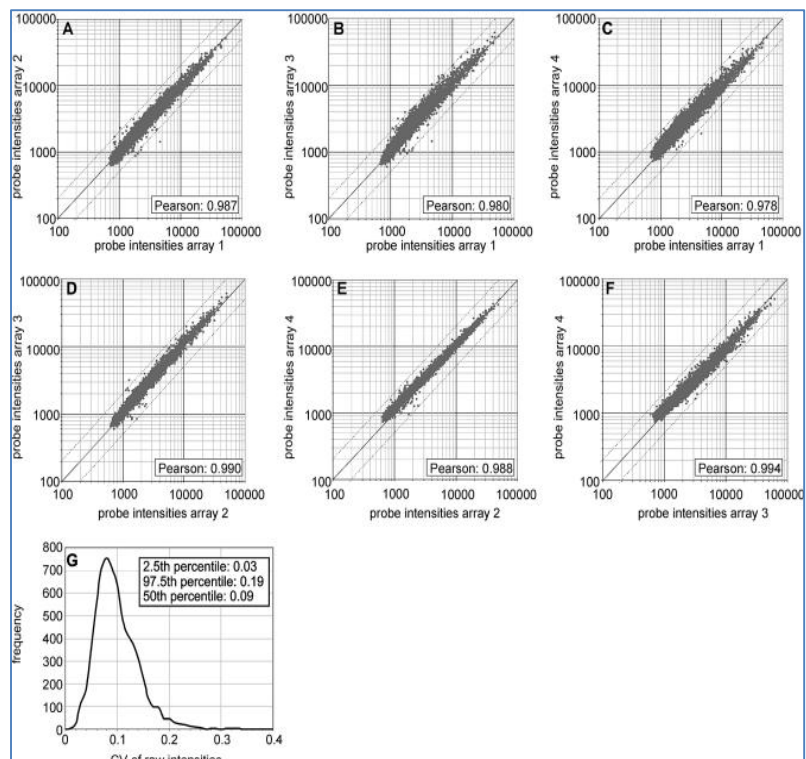 A
100000
10000
1000
100
probe intensities array 2
Pearson: 0.987
100 1000 10000 100000
probe intensities array 1
B
100000
10000
1000
100
probe intensities array 3
Pearson: 0.980
100 1000 10000 100000
probe intensities array 1
C
100000
10000
1000
100
probe intensities array 4
Pearson: 0.978
100 1000 10000 100000
probe intensities array 1
D
100000
10000
1000
100
probe intensities array 3
Pearson: 0.990
100 1000 10000 100000
probe intensities array 2
E
100000
10000
1000
100
probe intensities array 4
Pearson: 0.988
100 1000 10000 100000
probe intensities array 2
F
100000
10000
1000
100
probe intensities array 4
Pearson: 0.994
100 1000 10000 100000
probe intensities array 3
G
800
700
600
500
400
300
200
100
0
frequency
2.5th percentile: 0.03
97.5th percentile: 0.19
50th percentile: 0.09
0 0.1 0.2 0.3 0.4
CV of raw intensities